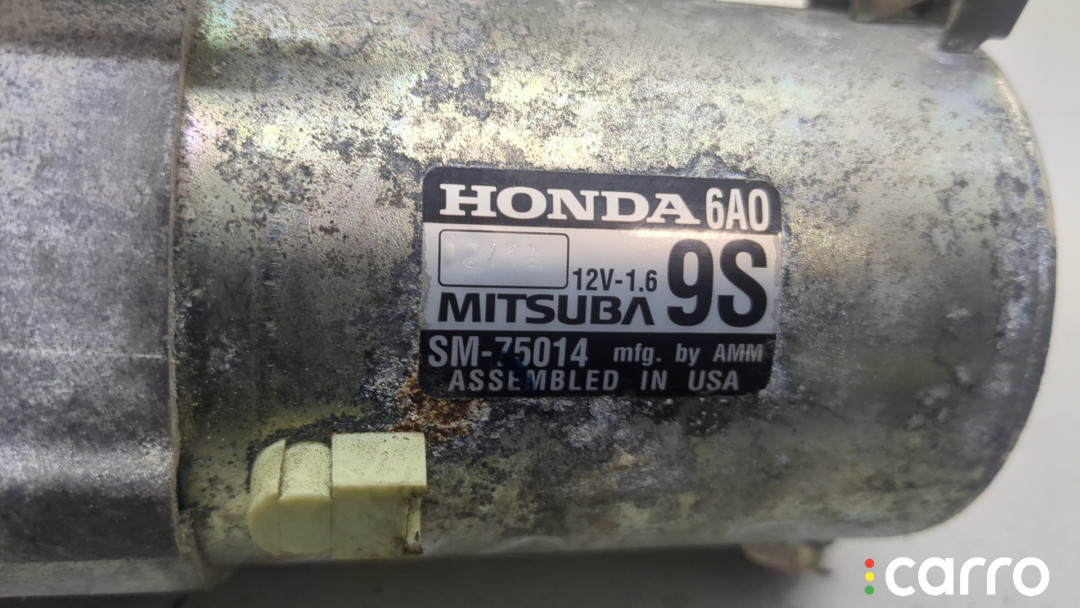 HONDA 6A0
12V-1.6 9S
MITSUBA
SM-75014 mfg. by AMM
ASSEMBLED IN USA
carro